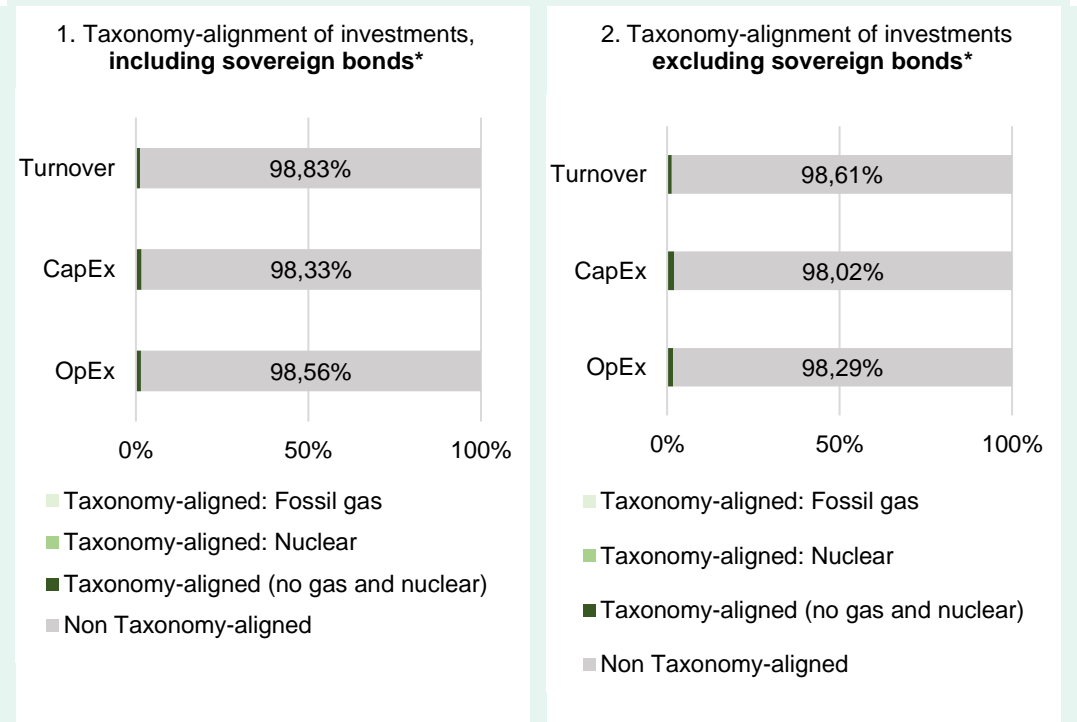 1. Taxonomy-alignment of investments,
including sovereign bonds*
Turnover
98,83%
CapEx
98,33%
OpEx
98,56%
0%
50%
100%
Taxonomy-aligned: Fossil gas
Taxonomy-aligned: Nuclear
Taxonomy-aligned (no gas and nuclear)
Non Taxonomy-aligned
2. Taxonomy-alignment of investments
excluding sovereign bonds*
Turnover
98,61%
CapEx
98,02%
OpEx
98,29%
0%
50%
100%
Taxonomy-aligned: Fossil gas
Taxonomy-aligned: Nuclear
Taxonomy-aligned (no gas and nuclear)
Non Taxonomy-aligned